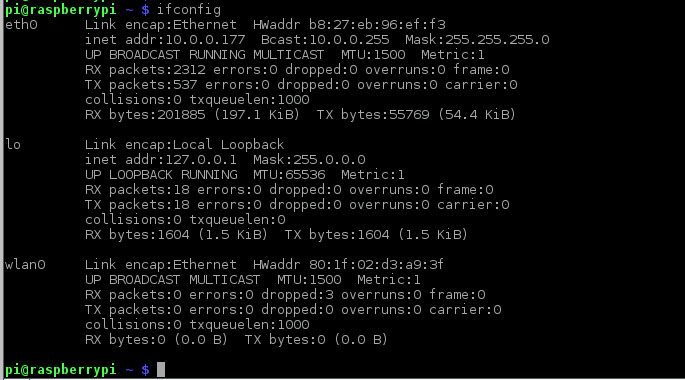 pi@raspberrypi ~ $ ifconfig
eth0      Link encap:Ethernet  HWaddr b8:27:eb:96:ef:f3
          inet addr:10.0.0.177  Bcast:10.0.0.255  Mask:255.255.255.0
          UP BROADCAST RUNNING MULTICAST  MTU:1500  Metric:1
          RX packets:2312 errors:0 dropped:0 overruns:0 frame:0
          TX packets:537 errors:0 dropped:0 overruns:0 carrier:0
          collisions:0 txqueuelen:1000
          RX bytes:201885 (197.1 KiB)  TX bytes:55769 (54.4 KiB)

lo        Link encap:Local Loopback
          inet addr:127.0.0.1  Mask:255.0.0.0
          UP LOOPBACK RUNNING  MTU:65536  Metric:1
          RX packets:18 errors:0 dropped:0 overruns:0 frame:0
          TX packets:18 errors:0 dropped:0 overruns:0 carrier:0
          collisions:0 txqueuelen:0
          RX bytes:1604 (1.5 KiB)  TX bytes:1604 (1.5 KiB)

wlan0     Link encap:Ethernet  HWaddr 80:1f:02:d3:a9:3f
          UP BROADCAST MULTICAST  MTU:1500  Metric:1
          RX packets:0 errors:0 dropped:3 overruns:0 frame:0
          TX packets:0 errors:0 dropped:0 overruns:0 carrier:0
          collisions:0 txqueuelen:1000
          RX bytes:0 (0.0 B)  TX bytes:0 (0.0 B)

pi@raspberrypi ~ $